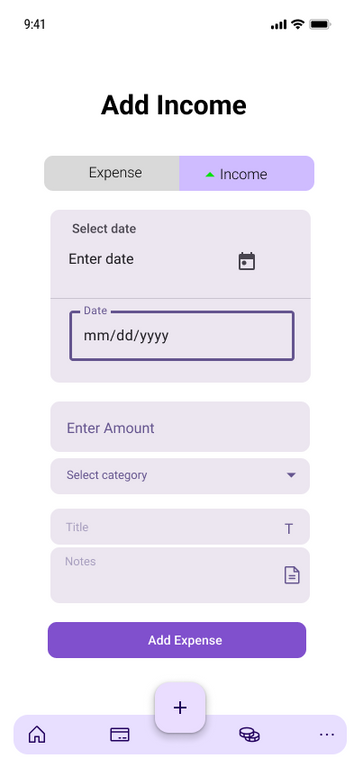 9:41
Add Income
Expense
Income
Select date
Enter date
Date
mm/dd/yyyy
Enter Amount
Select category
Title
T
Notes
Add Expense
+